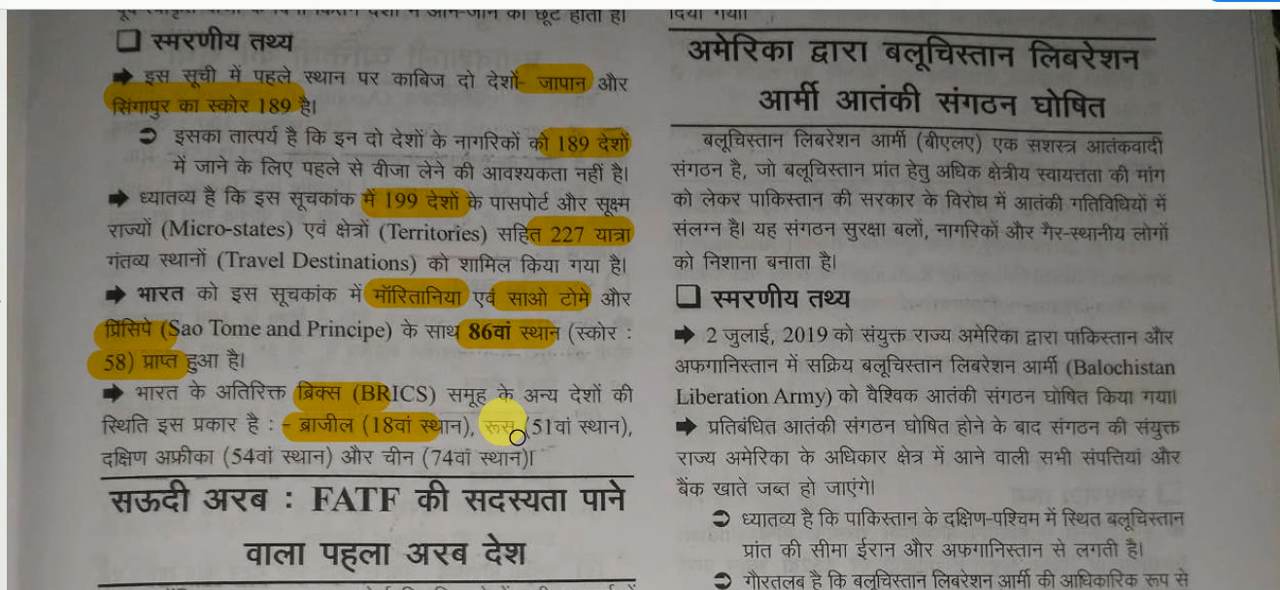 स्मरणीय तथ्य
इस सूची में पहले स्थान पर काबिज दो देशों- जापान और
सिंगापुर का स्कोर 189 है।
इसका तात्पर्य है कि इन दो देशों के नागरिकों को 189 देशों
में जाने के लिए पहले से वीजा लेने की आवश्यकता नहीं है।
ध्यातव्य है कि इस सूचकांक में 199 देशों के पासपोर्ट और सूक्ष्म
राज्यों (Micro-states) एवं क्षेत्रों (Territories) सहित 227 यात्रा
गंतव्य स्थानों (Travel Destinations) को शामिल किया गया है।
भारत को इस सूचकांक में मॉरितानिया एवं साओ टोमे और
प्रिंसिपे (Sao Tome and Principe) के साथ 86वां स्थान (स्कोर :
58) प्राप्त हुआ है।
भारत के अतिरिक्त ब्रिक्स (BRICS) समूह के अन्य देशों की
स्थिति इस प्रकार है : - ब्राजील (18वां स्थान), रूस (51वां स्थान),
दक्षिण अफ्रीका (54वां स्थान) और चीन (74वां स्थान)।
सऊदी अरब : FATF की सदस्यता पाने
वाला पहला अरब देश
दिया गया।
अमेरिका द्वारा बलूचिस्तान लिबरेशन
आर्मी आतंकी संगठन घोषित
बलूचिस्तान लिबरेशन आर्मी (बीएलए) एक सशस्त्र आतंकवादी
संगठन है, जो बलूचिस्तान प्रांत हेतु अधिक क्षेत्रीय स्वायत्तता की मांग
को लेकर पाकिस्तान की सरकार के विरोध में आतंकी गतिविधियों में
संलग्न है। यह संगठन सुरक्षा बलों, नागरिकों और गैर-स्थानीय लोगों
को निशाना बनाता है।
स्मरणीय तथ्य
2 जुलाई, 2019 को संयुक्त राज्य अमेरिका द्वारा पाकिस्तान और
अफगानिस्तान में सक्रिय बलूचिस्तान लिबरेशन आर्मी (Balochistan
Liberation Army) को वैश्विक आतंकी संगठन घोषित किया गया।
प्रतिबंधित आतंकी संगठन घोषित होने के बाद संगठन की संयुक्त
राज्य अमेरिका के अधिकार क्षेत्र में आने वाली सभी संपत्तियां और
बैंक खाते जब्त हो जाएंगे।
ध्यातव्य है कि पाकिस्तान के दक्षिण-पश्चिम में स्थित बलूचिस्तान
प्रांत की सीमा ईरान और अफगानिस्तान से लगती है।
गौरतलब है कि बलूचिस्तान लिबरेशन आर्मी की आधिकारिक रूप से